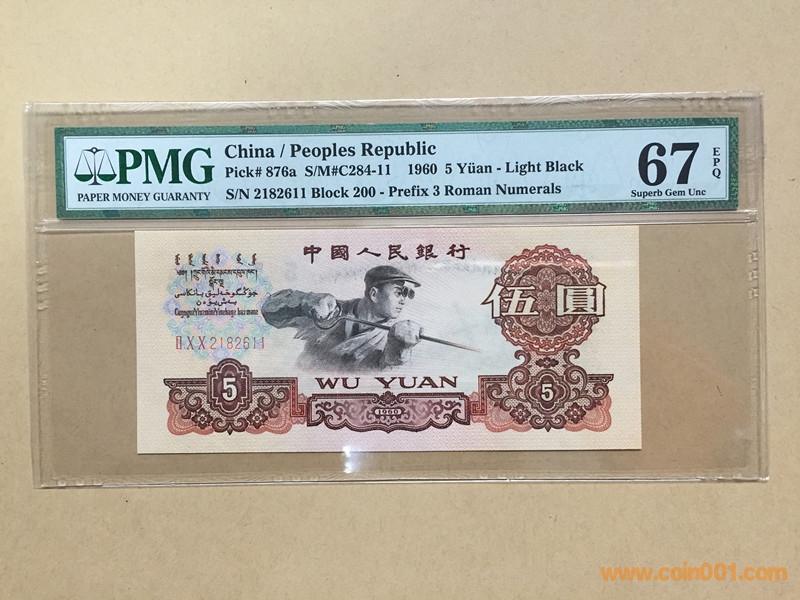 PMG
PAPER MONEY GUARANTY
China / Peoples Republic
Pick# 876a S/M#C284-11 1960 5 Yüan - Light Black
S/N 2182611 Block 200 - Prefix 3 Roman Numerals
67
EPQ
Superb Gem Unc
中國人民銀行
伍圓
XX2182611
5
WU YUAN
5
1960
www.coin001.com